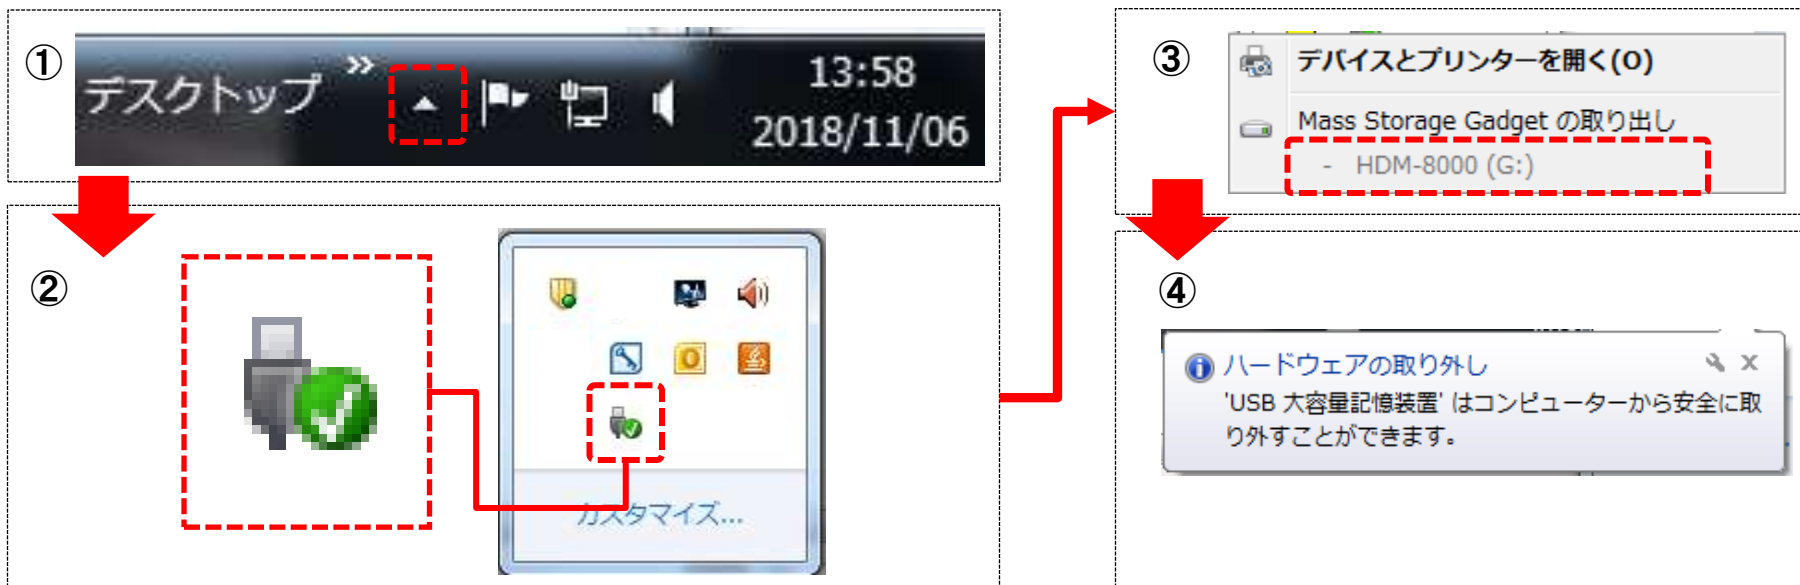 ①
デスクトップ »
13:58
2018/11/06
②
カスタマイズ...
③
デバイスとプリンターを開く(O)
Mass Storage Gadget の取り出し
- HDM-8000 (G:)
④
ハードウェアの取り外し
'USB 大容量記憶装置' はコンピューターから安全に取
り外すことができます。